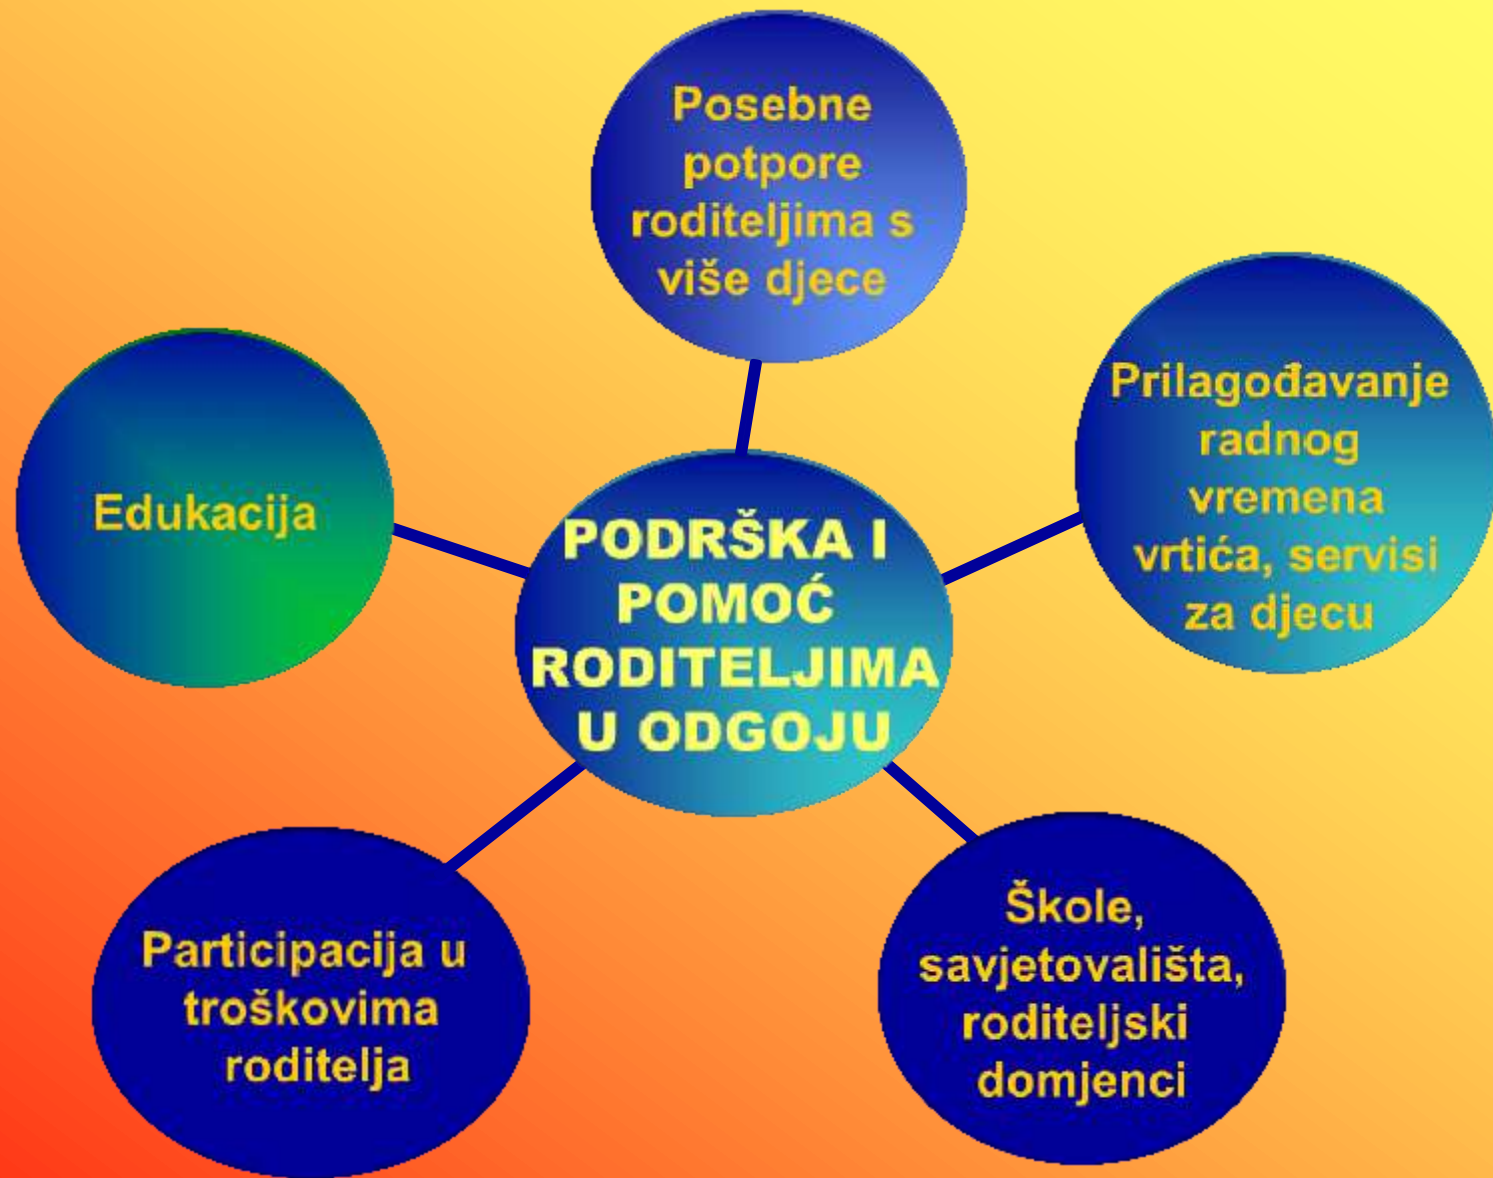 Posebne
potpore
roditeljima s
više djece
Prilagođavanje
radnog
vremena
vrtića, servisi
za djecu
Edukacija
PODRŠKA I
POMOĆ
RODITELJIMA
U ODGOJU
Participacija u
troškovima
roditelja
Škole,
savjetovališta,
roditeljski
domjenci